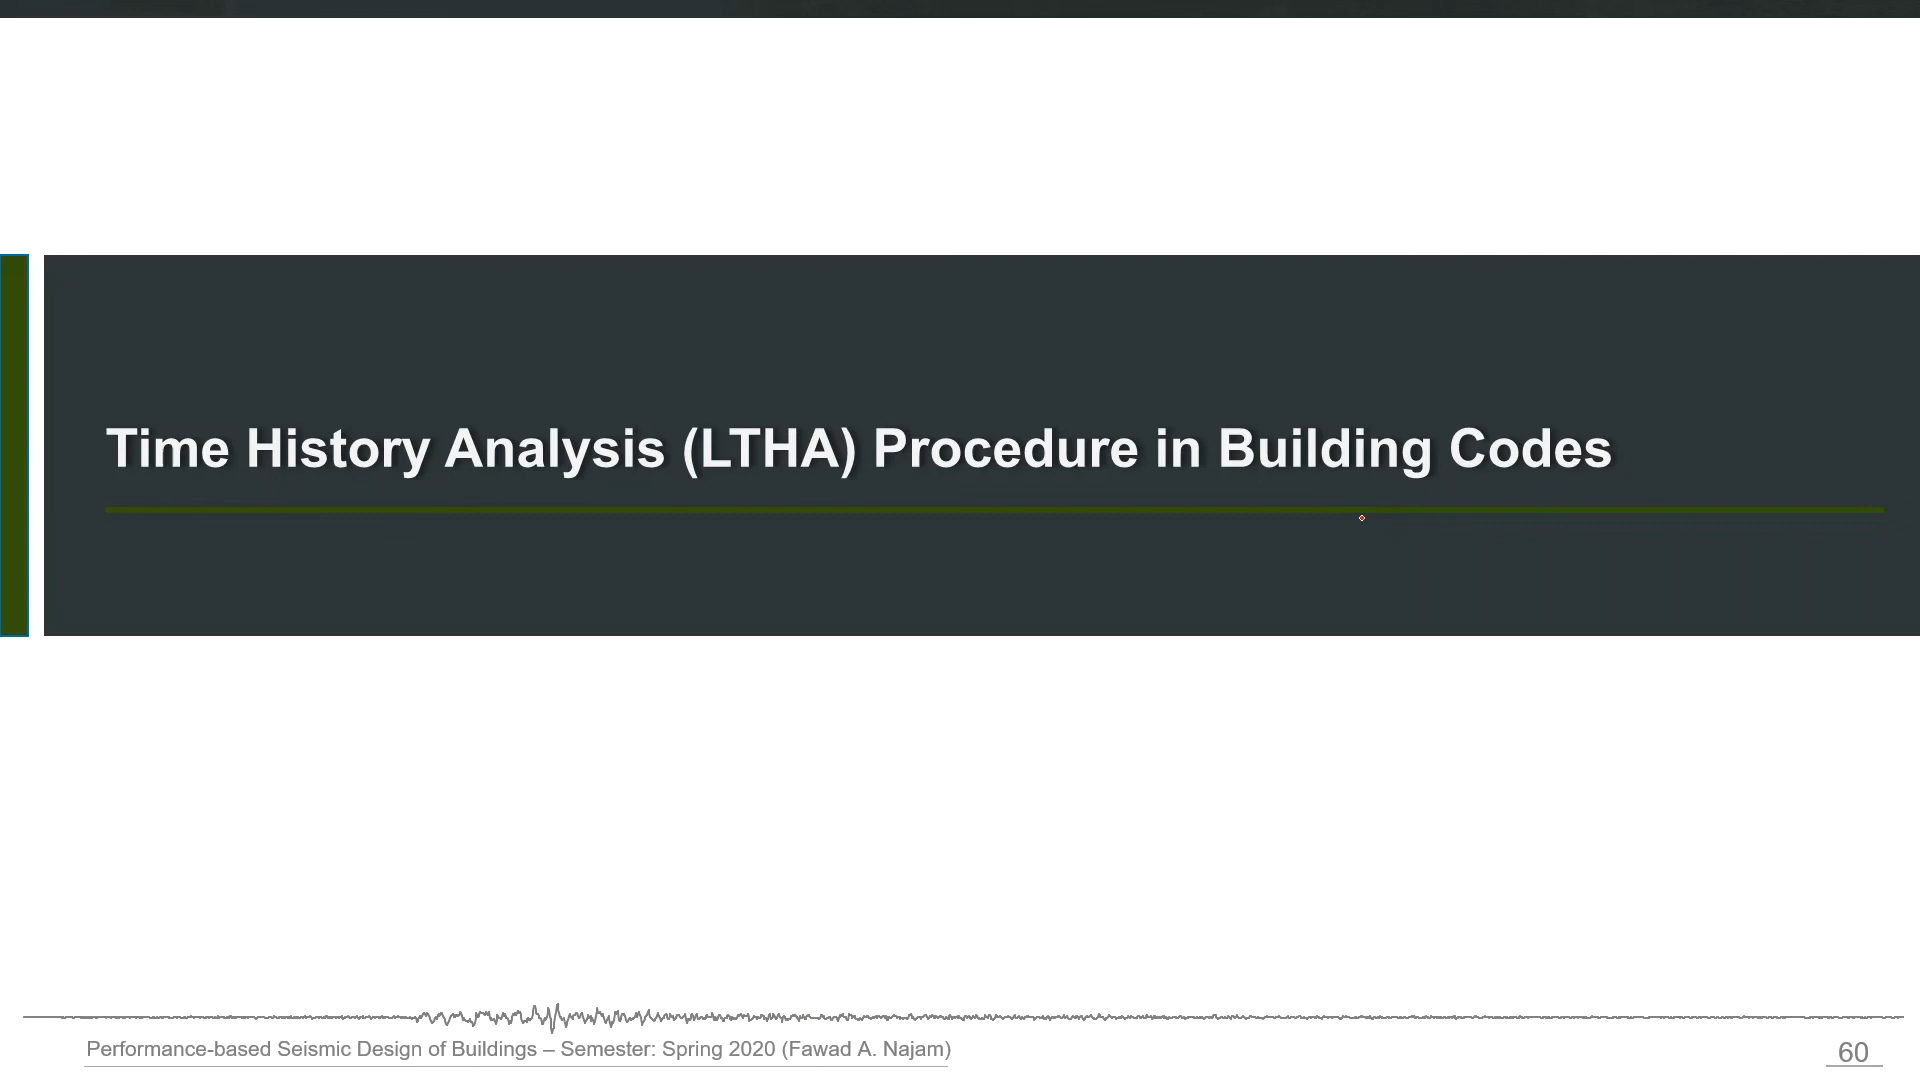 Time History Analysis (LTHA) Procedure in Building Codes
Performance-based Seismic Design of Buildings – Semester: Spring 2020 (Fawad A. Najam)
60